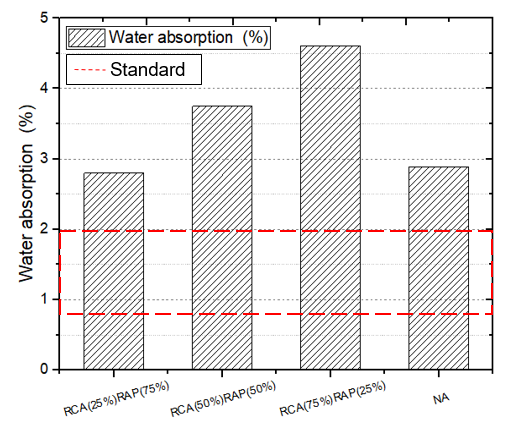 Water absorption (%)
Standard
Water absorption (%)
5
4
3
2
1
0
RCA(25%)RAP(75%)
RCA(50%)RAP(50%)
RCA(75%)RAP(25%)
NA